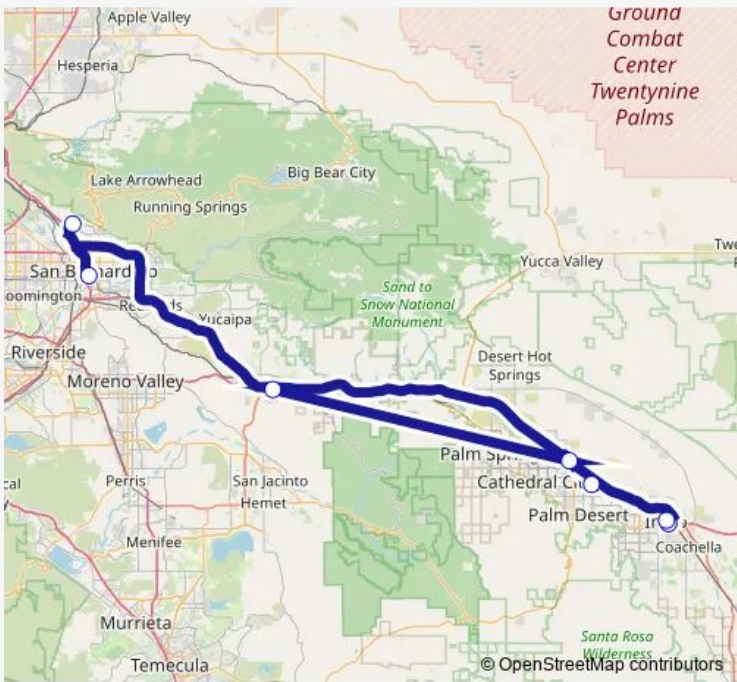 Apple Valley
Ground
Combat
Center
Twentynine
Palms
Hesperia
Lake Arrowhead
Big Bear City
Running Springs
Yucca Valley
San B
Sand to
Snow National
Monument
Yucaipa
Riverside
Moreno Valley
Desert Hot
Springs
Palm Sprin
Cathedral C
Perris
San Jacinto
Hemet
Palm Desert
Coachella
Menifee
Murrieta
Temecula
Santa Rosa
Wilderness
© OpenStreetMap contributors